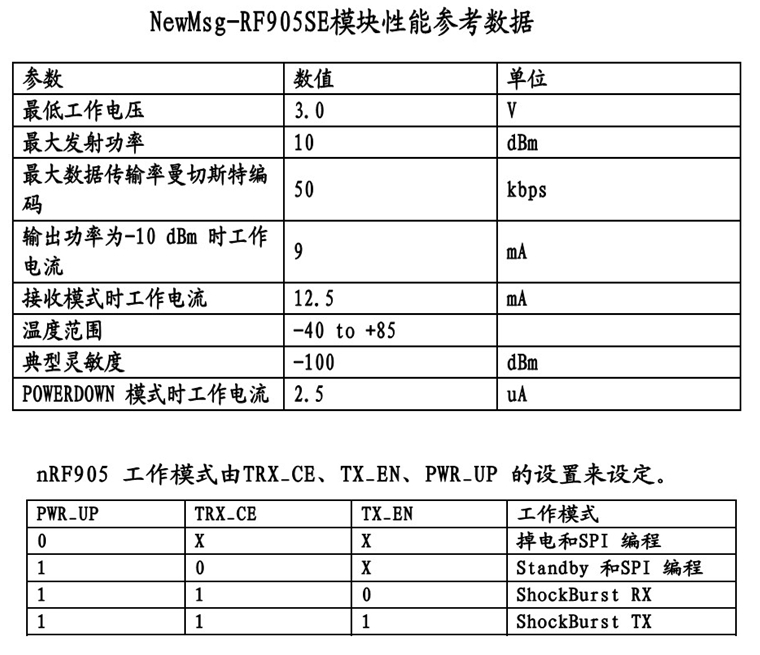 NewMsg-RF905SE模块性能参考数据
参数 数值 单位
最低工作电压 3.0 V
最大发射功率 10 dBm
最大数据传输率曼切斯特编
码 50 kbps
输出功率为-10 dBm 时工作
电流 9 mA
接收模式时工作电流 12.5 mA
温度范围 -40 to +85
典型灵敏度 -100 dBm
POWERDOWN 模式时工作电流 2.5 uA
nRF905 工作模式由TRX_CE、TX_EN、PWR_UP 的设置来设定。
PWR_UP TRX_CE TX_EN 工作模式
0 X X 掉电和SPI 编程
1 0 X Standby 和SPI 编程
1 1 0 ShockBurst RX
1 1 1 ShockBurst TX